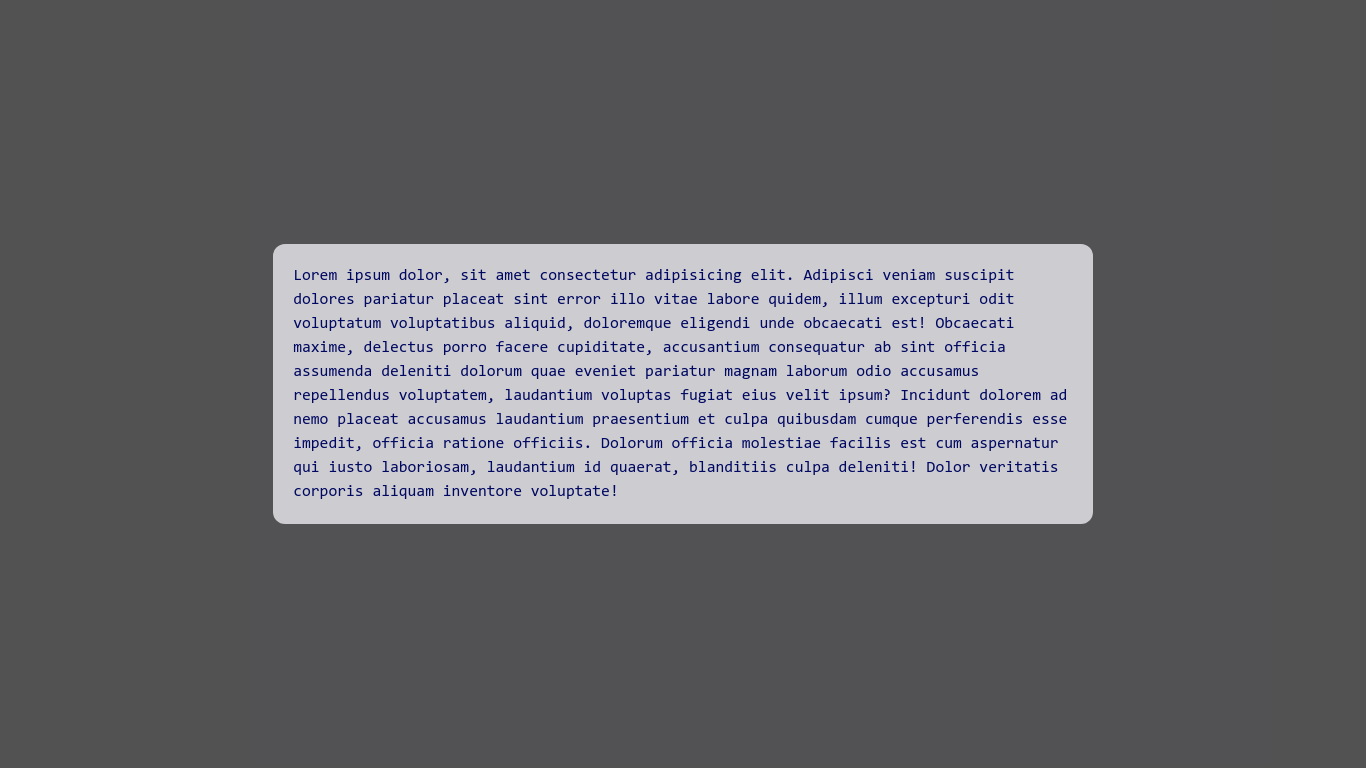 Lorem ipsum dolor, sit amet consectetur adipisicing elit. Adipisci veniam suscipit
dolores pariatur placeat sint error illo vitae labore quidem, illum excepturi odit
voluptatum voluptatibus aliquid, doloremque eligendi unde obcaecati est! Obcaecati
maxime, delectus porro facere cupiditate, accusantium consequatur ab sint officia
assumenda deleniti dolorum quae eveniet pariatur magnam laborum odio accusamus
repellendus voluptatem, laudantium voluptas fugiat eius velit ipsum? Incidunt dolorem ad
nemo placeat accusamus laudantium praesentium et culpa quibusdam cumque perferendis esse
impedit, officia ratione officiis. Dolorum officia molestiae facilis est cum aspernatur
qui iusto laboriosam, laudantium id quaerat, blanditiis culpa deleniti! Dolor veritatis
corporis aliquam inventore voluptate!